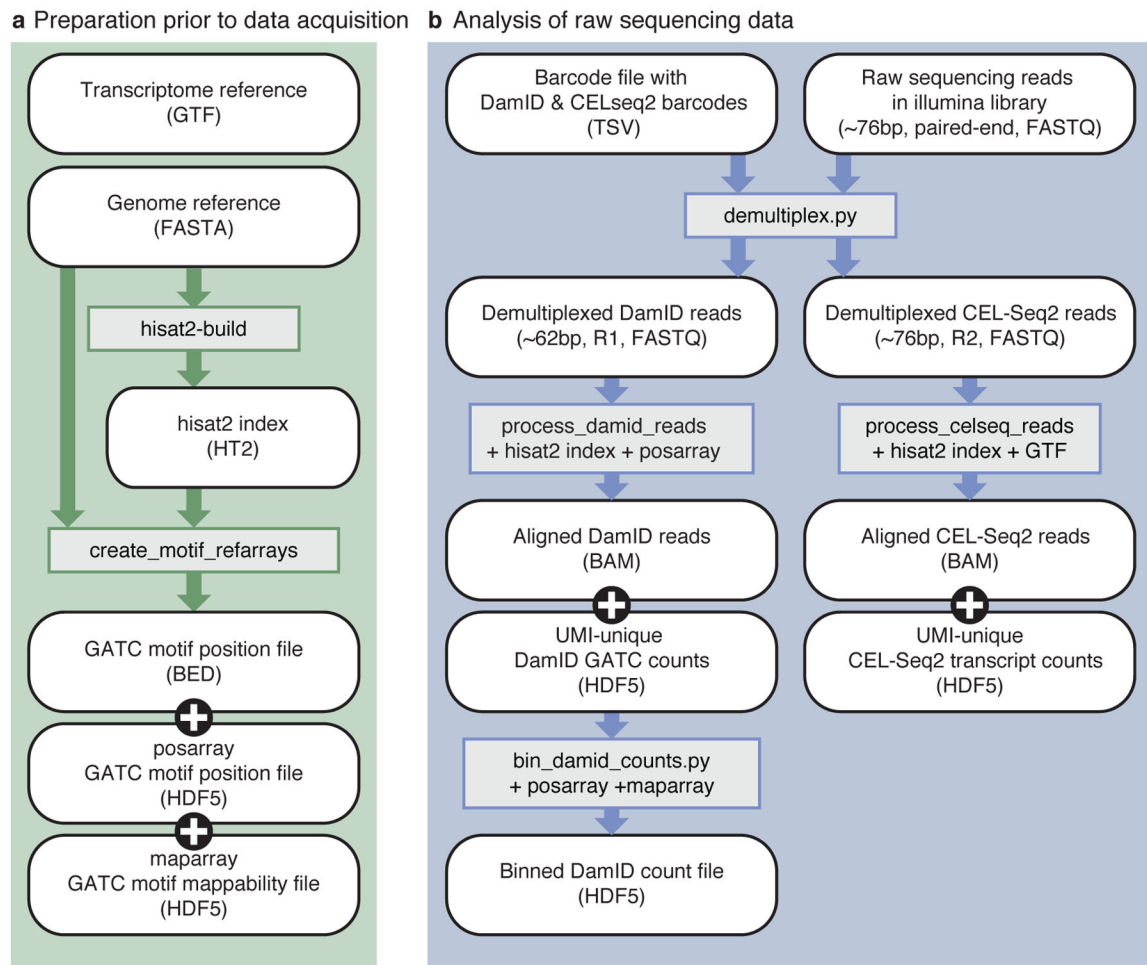 a Preparation prior to data acquisition
Transcriptome reference
(GTF)
Genome reference
(FASTA)
hisat2-build
hisat2 index
(HT2)
create_motif_refarrays
GATC motif position file
(BED)
posarray
GATC motif position file
(HDF5)
maparray
GATC motif mappability file
(HDF5)
b Analysis of raw sequencing data
Barcode file with
DamID & CELseq2 barcodes
(TSV)
Raw sequencing reads
in illumina library
(~76bp, paired-end, FASTQ)
demultiplex.py
Demultiplexed DamID reads
(~62bp, R1, FASTQ)
Demultiplexed CEL-Seq2 reads
(~76bp, R2, FASTQ)
process_damid_reads
+ hisat2 index + posarray
process_celseq_reads
+ hisat2 index + GTF
Aligned DamID reads
(BAM)
Aligned CEL-Seq2 reads
(BAM)
UMI-unique
DamID GATC counts
(HDF5)
UMI-unique
CEL-Seq2 transcript counts
(HDF5)
bin_damid_counts.py
+ posarray +maparray
Binned DamID count file
(HDF5)